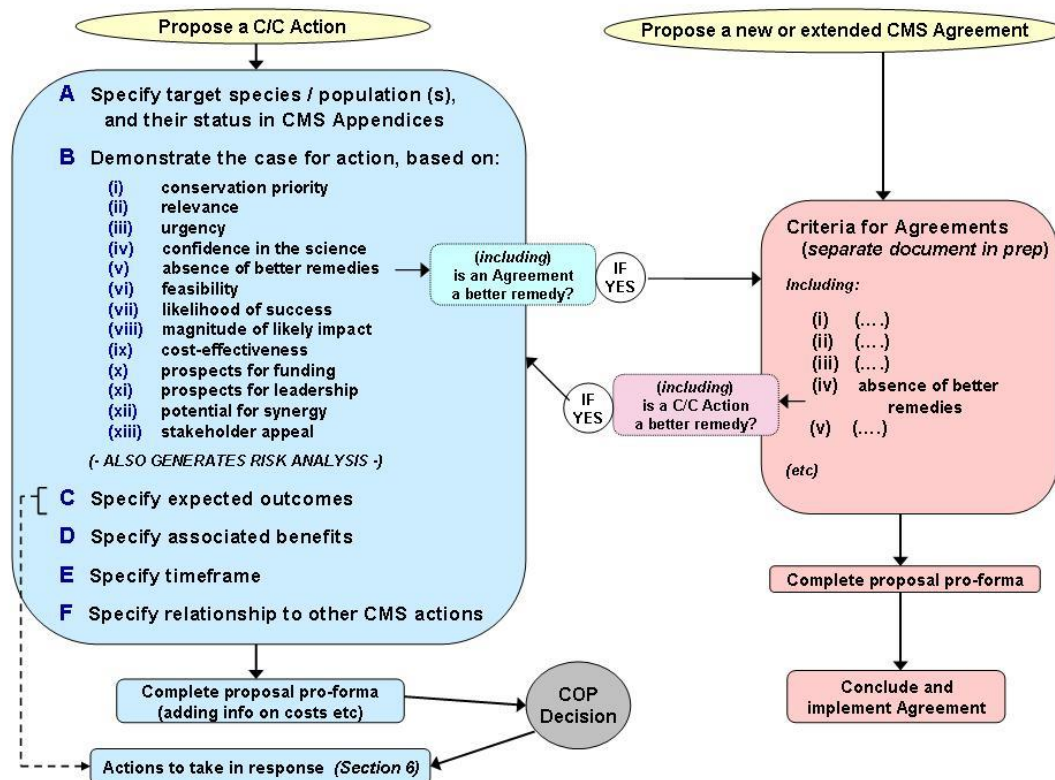 Propose a C/C Action
A Specify target species / population (s),
and their status in CMS Appendices
B Demonstrate the case for action, based on:
(i) conservation priority
(ii) relevance
(iii) urgency
(iv) confidence in the science
(v) absence of better remedies
(vi) feasibility
(vii) likelihood of success
(viii) magnitude of likely impact
(ix) cost-effectiveness
(x) prospects for funding
(xi) prospects for leadership
(xii) potential for synergy
(xiii) stakeholder appeal
(- ALSO GENERATES RISK ANALYSIS -)
C Specify expected outcomes
D Specify associated benefits
E Specify timeframe
F Specify relationship to other CMS actions
Complete proposal pro-forma
(adding info on costs etc)
COP
Decision
Actions to take in response (Section 6)
(including)
is an Agreement
a better remedy?
IF
YES
(including)
is a C/C Action
a better remedy?
IF
YES
Propose a new or extended CMS Agreement
Criteria for Agreements
(separate document in prep)
Including:
(i) (....)
(ii) (....)
(iii) (....)
(iv) absence of better
remedies
(v) (....)
(etc)
Complete proposal pro-forma
Conclude and
implement Agreement